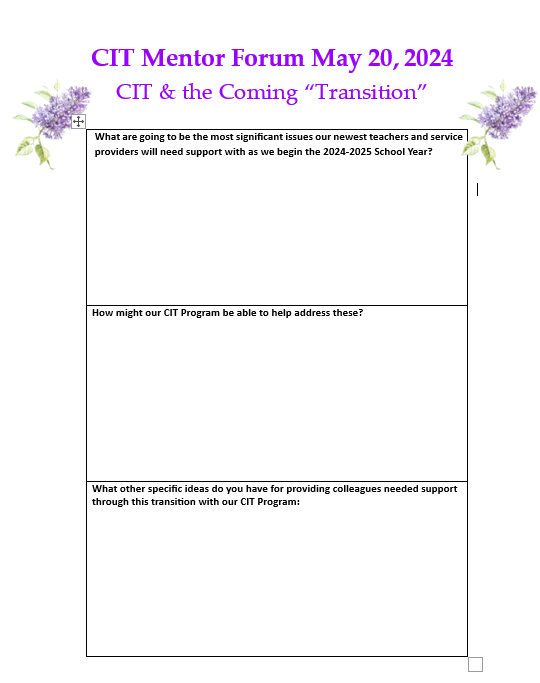 CIT Mentor Forum May 20, 2024
CIT & the Coming “Transition”
What are going to be the most significant issues our newest teachers and service
providers will need support with as we begin the 2024-2025 School Year?
How might our CIT Program be able to help address these?
What other specific ideas do you have for providing colleagues needed support
through this transition with our CIT Program: